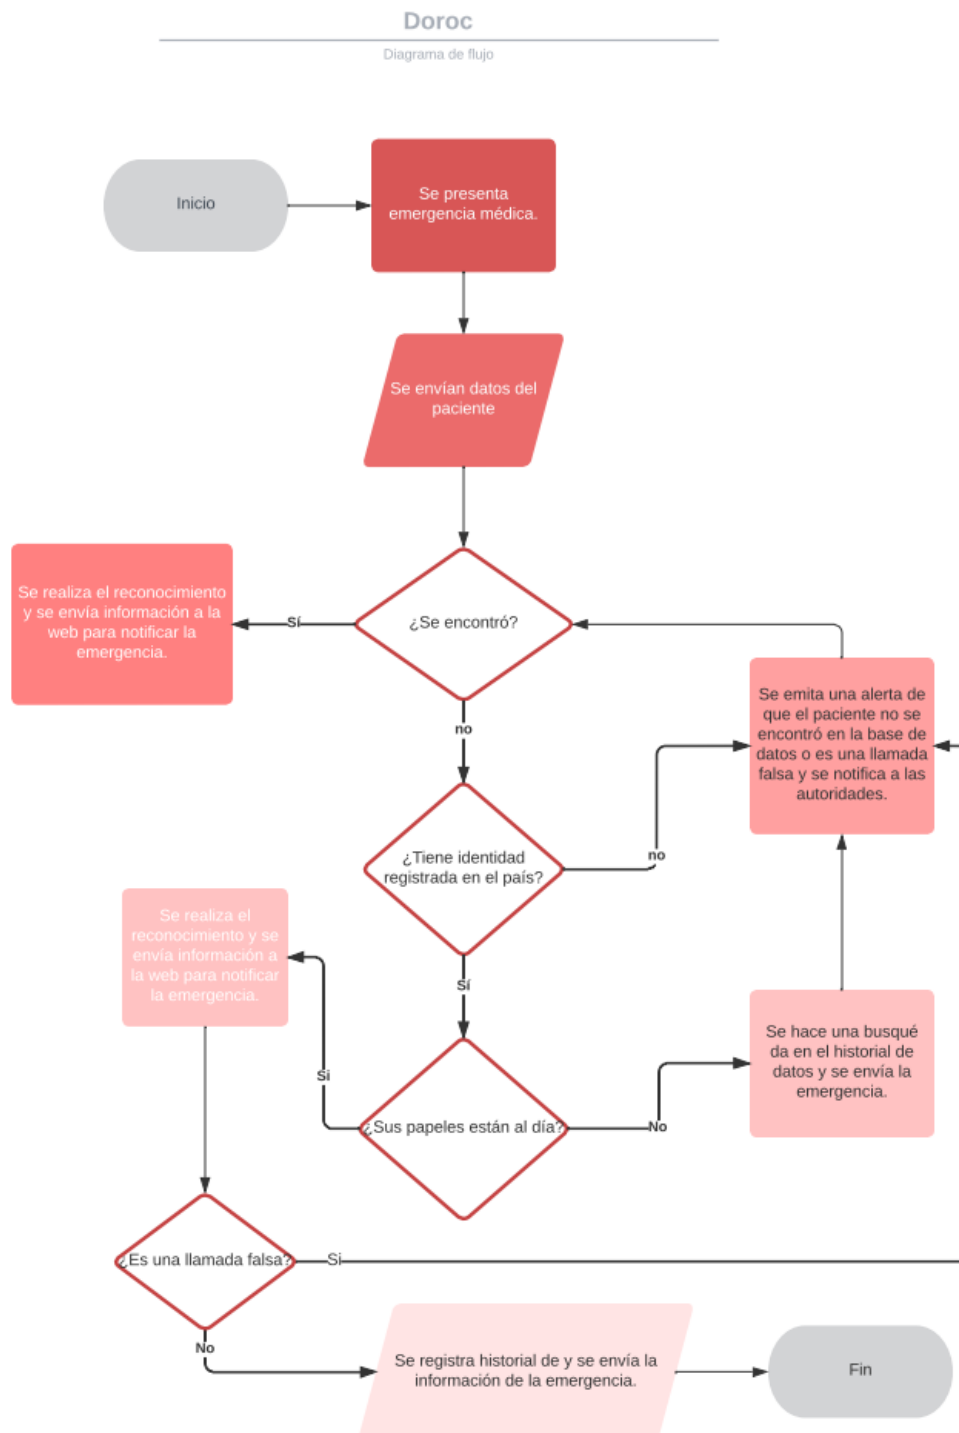 Doroc
Diagrama de flujo
Inicio
Se presenta
emergencia médica.
Se envían datos del
paciente
¿Se encontró?
Sí
Se realiza el reconocimiento
y se envía información a la
web para notificar la
emergencia.
no
Se emita una alerta de
que el paciente no se
encontró en la base de
datos o es una llamada
falsa y se notifica a las
autoridades.
¿Tiene identidad
registrada en el país?
no
Sí
Se realiza el
reconocimiento y se
envía información a
la web para notificar
la emergencia.
Si
¿Sus papeles están al día?
No
Se hace una busqué
da en el historial de
datos y se envía la
emergencia.
¿Es una llamada falsa?
Si
No
Se registra historial de y se envía la
información de la emergencia.
Fin